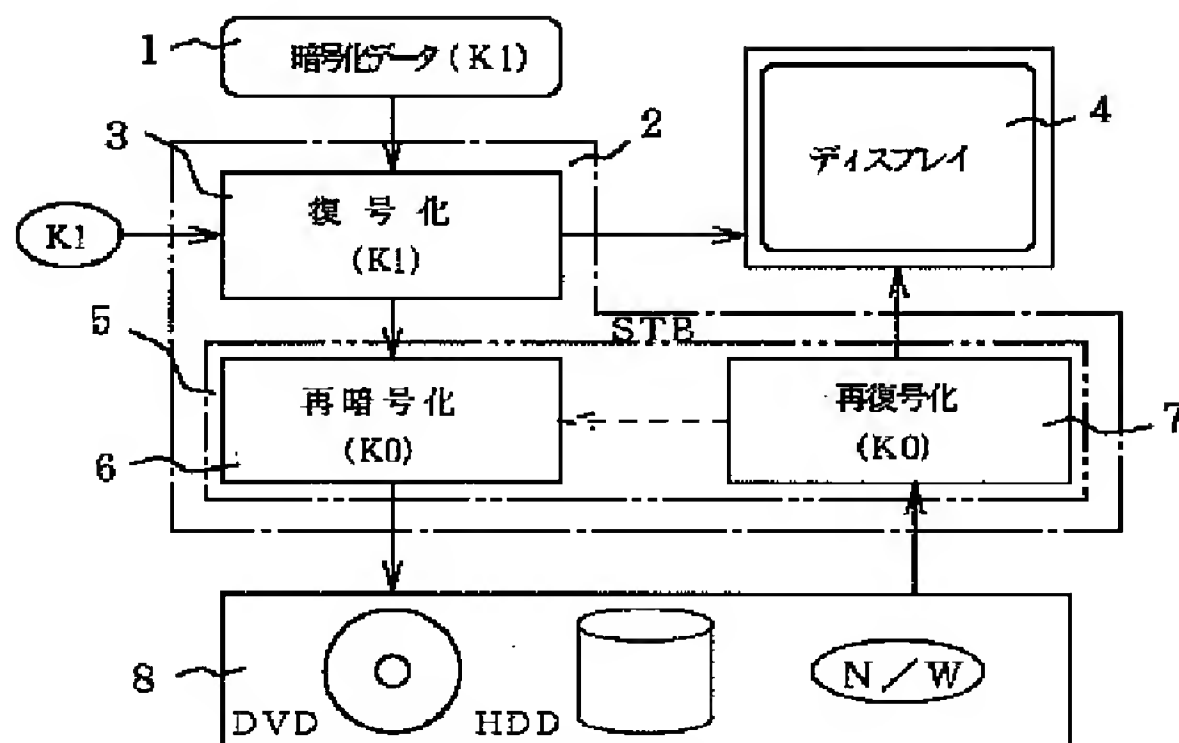 1
暗号化データ(K1)
2
3
復号化
(K1)
K1
ディスプレイ
4
STB
5
再暗号化
(K0)
6
再復号化
(K0)
7
8
DVD
HDD
N/W